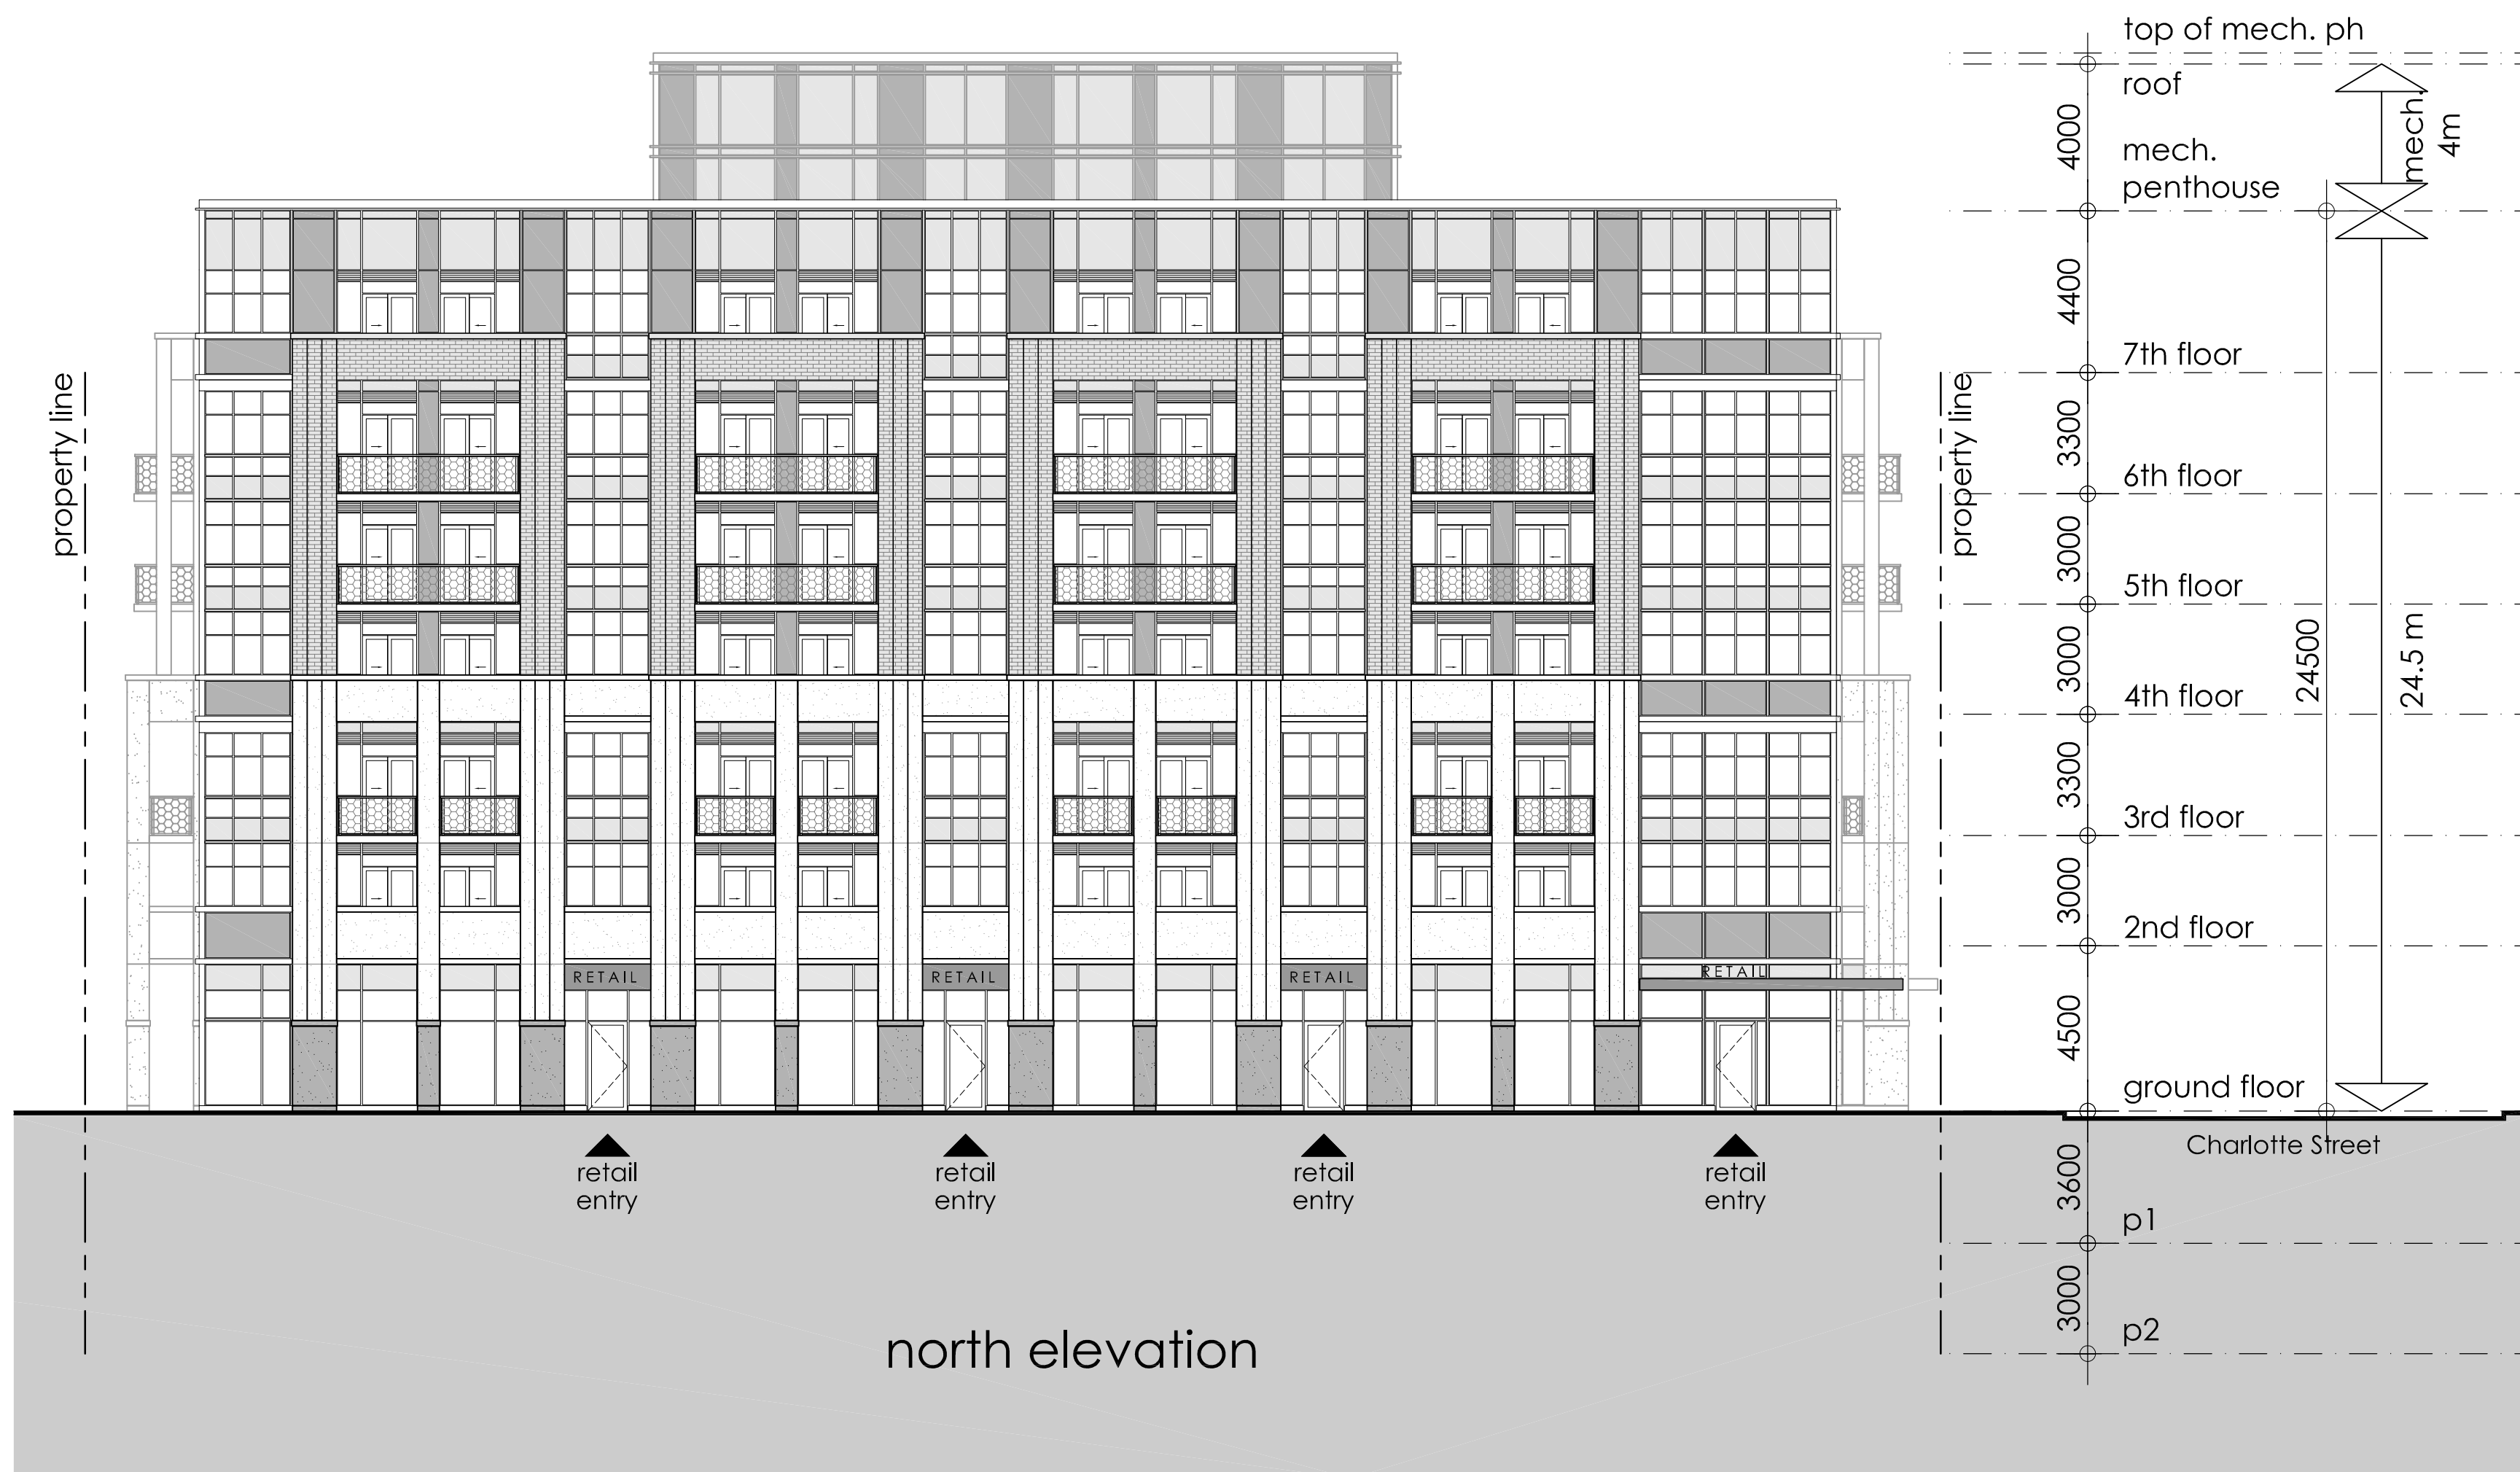 top of mech. ph
roof
mech.
4m
4000
mech.
penthouse
4400
7th floor
property line
property line
3300
6th floor
3000
5th floor
3000
24500
24.5 m
4th floor
3300
3rd floor
3000
2nd floor
RETAIL
RETAIL
RETAIL
RETAIL
4500
ground floor
Charlotte Street
retail
entry
retail
entry
retail
entry
retail
entry
3600
p1
3000
p2
north elevation